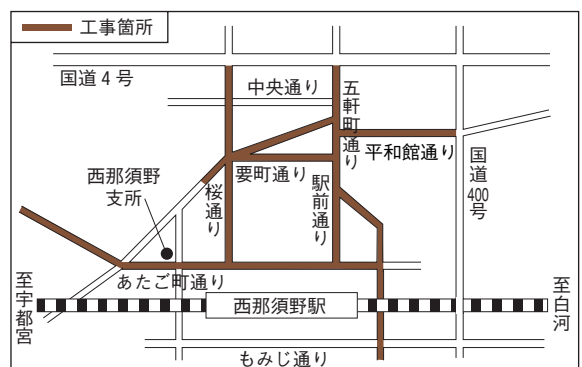 工事箇所
国道4号
中央通り
五軒町通り
平和館通り
国道400号
西那須野
支所
桜通り
要町通り
駅前通り
あたご町通り
至宇都宮
西那須野駅
至白河
もみじ通り